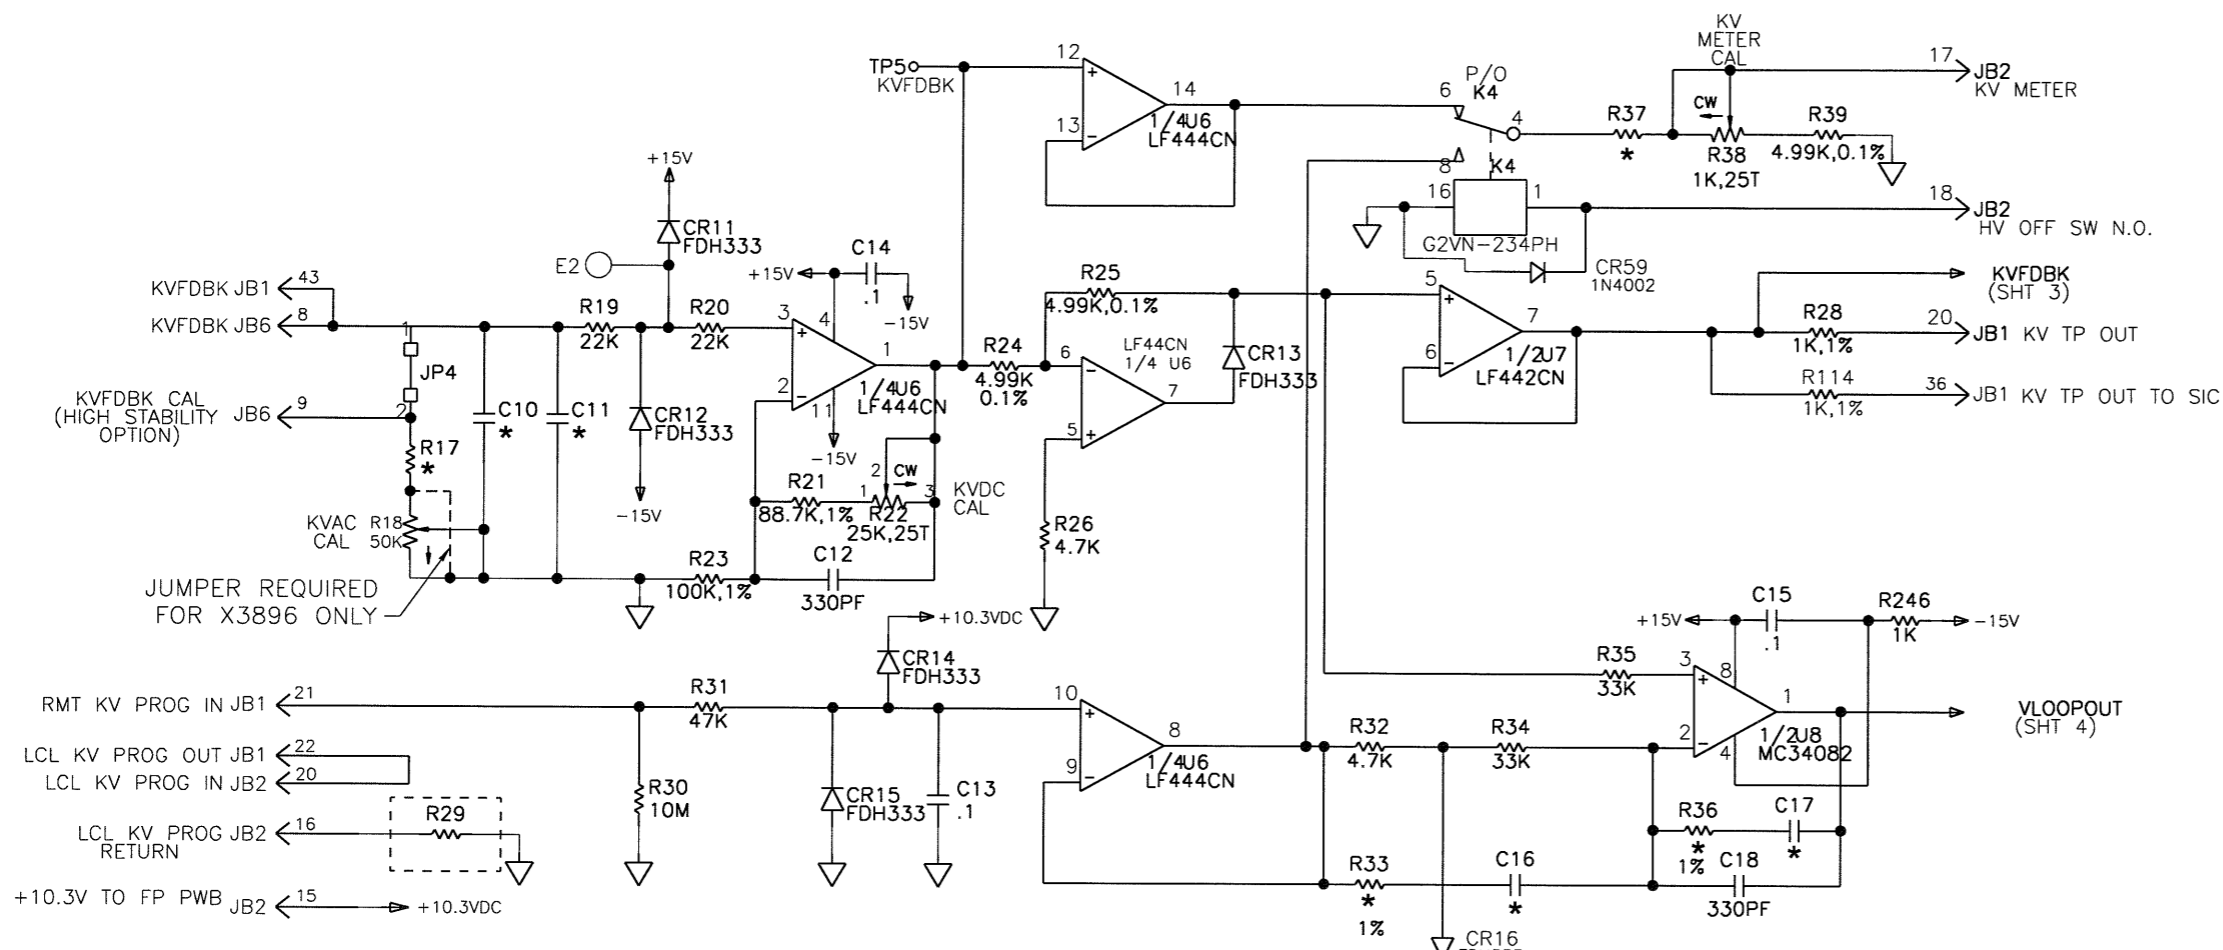 KV
METER
CAL
17
JB2
KV METER
TP5
KVFDBK
12
+
14
13
−
1/4U6
LF444CN
P/O
K4
6
4
8
R37
*
CW
R38
1K,25T
R39
4.99K,0.1%
K4
16
1
G2VN-234PH
CR59
1N4002
18
JB2
HV OFF SW N.O.
+15V
CR11
FDH333
E2
C14
+15V
.1
-15V
KVFDBK JB1
43
KVFDBK JB6
8
1
JP4
2
KVFDBK CAL
(HIGH STABILITY
OPTION)
JB6
9
R17
*
C10
*
C11
*
R19
22K
R20
22K
CR12
FDH333
-15V
3
+
4
1
2
−
11
1/4U6
LF444CN
-15V
R21
88.7K,1%
1
2
CW
3
R22
25K,25T
KVDC
CAL
KVAC
CAL
R18
50K
JUMPER REQUIRED
FOR X3896 ONLY
R23
100K,1%
C12
330PF
R24
4.99K
0.1%
R25
4.99K,0.1%
LF44CN
1/4 U6
6
−
7
5
+
CR13
FDH333
R26
4.7K
5
+
7
6
−
1/2U7
LF442CN
KVFDBK
(SHT 3)
R28
1K,1%
20
JB1 KV TP OUT
R114
1K,1%
36
JB1 KV TP OUT TO SIC
+10.3VDC
CR14
FDH333
RMT KV PROG IN JB1
21
R31
47K
LCL KV PROG OUT JB1
22
LCL KV PROG IN JB2
20
R29
LCL KV PROG JB2
RETURN
16
+10.3V TO FP PWB JB2
15
+10.3VDC
R30
10M
CR15
FDH333
C13
.1
10
+
8
9
−
1/4U6
LF444CN
R32
4.7K
R34
33K
R35
33K
+15V
C15
.1
R246
1K
-15V
3
+
8
1
2
−
4
1/2U8
MC34082
VLOOPOUT
(SHT 4)
R36
*
1%
C17
*
C18
330PF
R33
*
1%
C16
*
CR16